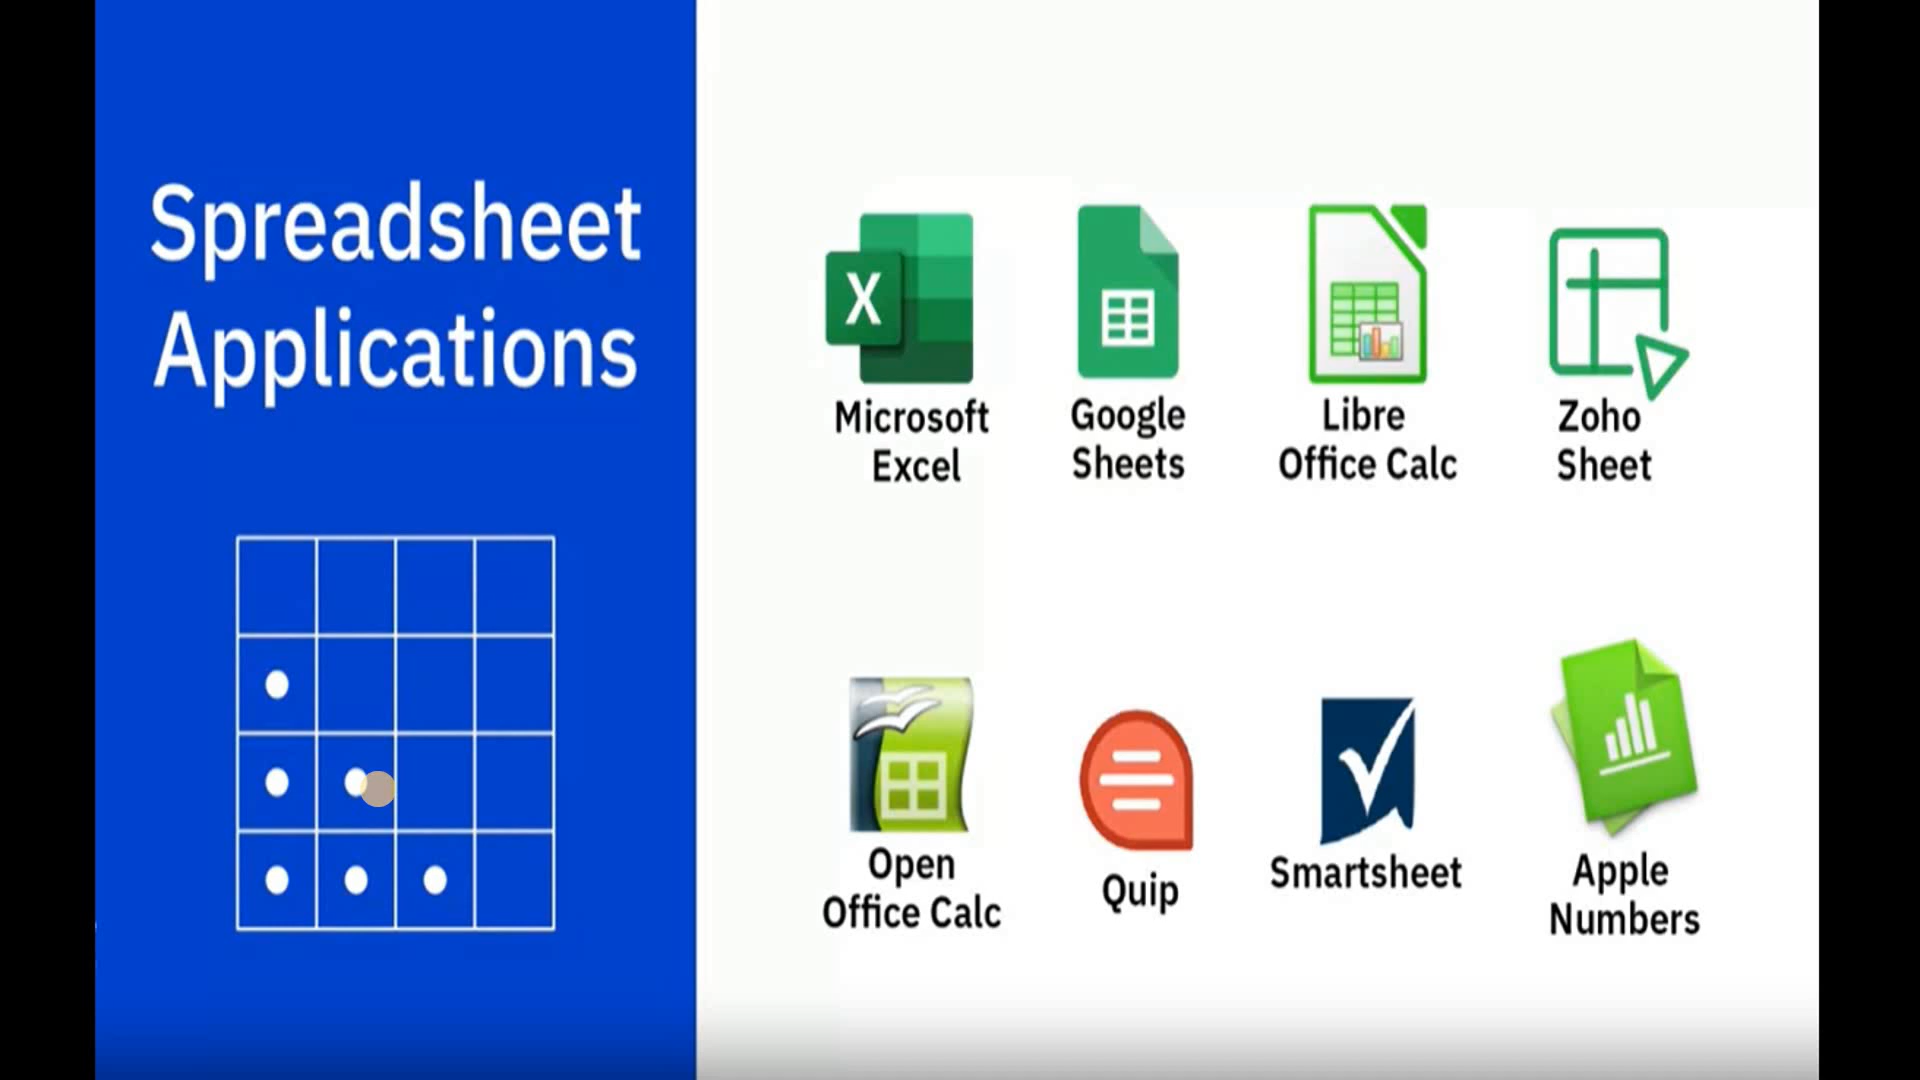 Spreadsheet
Applications
X
Microsoft
Excel
Google
Sheets
Libre
Office Calc
Zoho
Sheet
Open
Office Calc
Quip
Smartsheet
Apple
Numbers